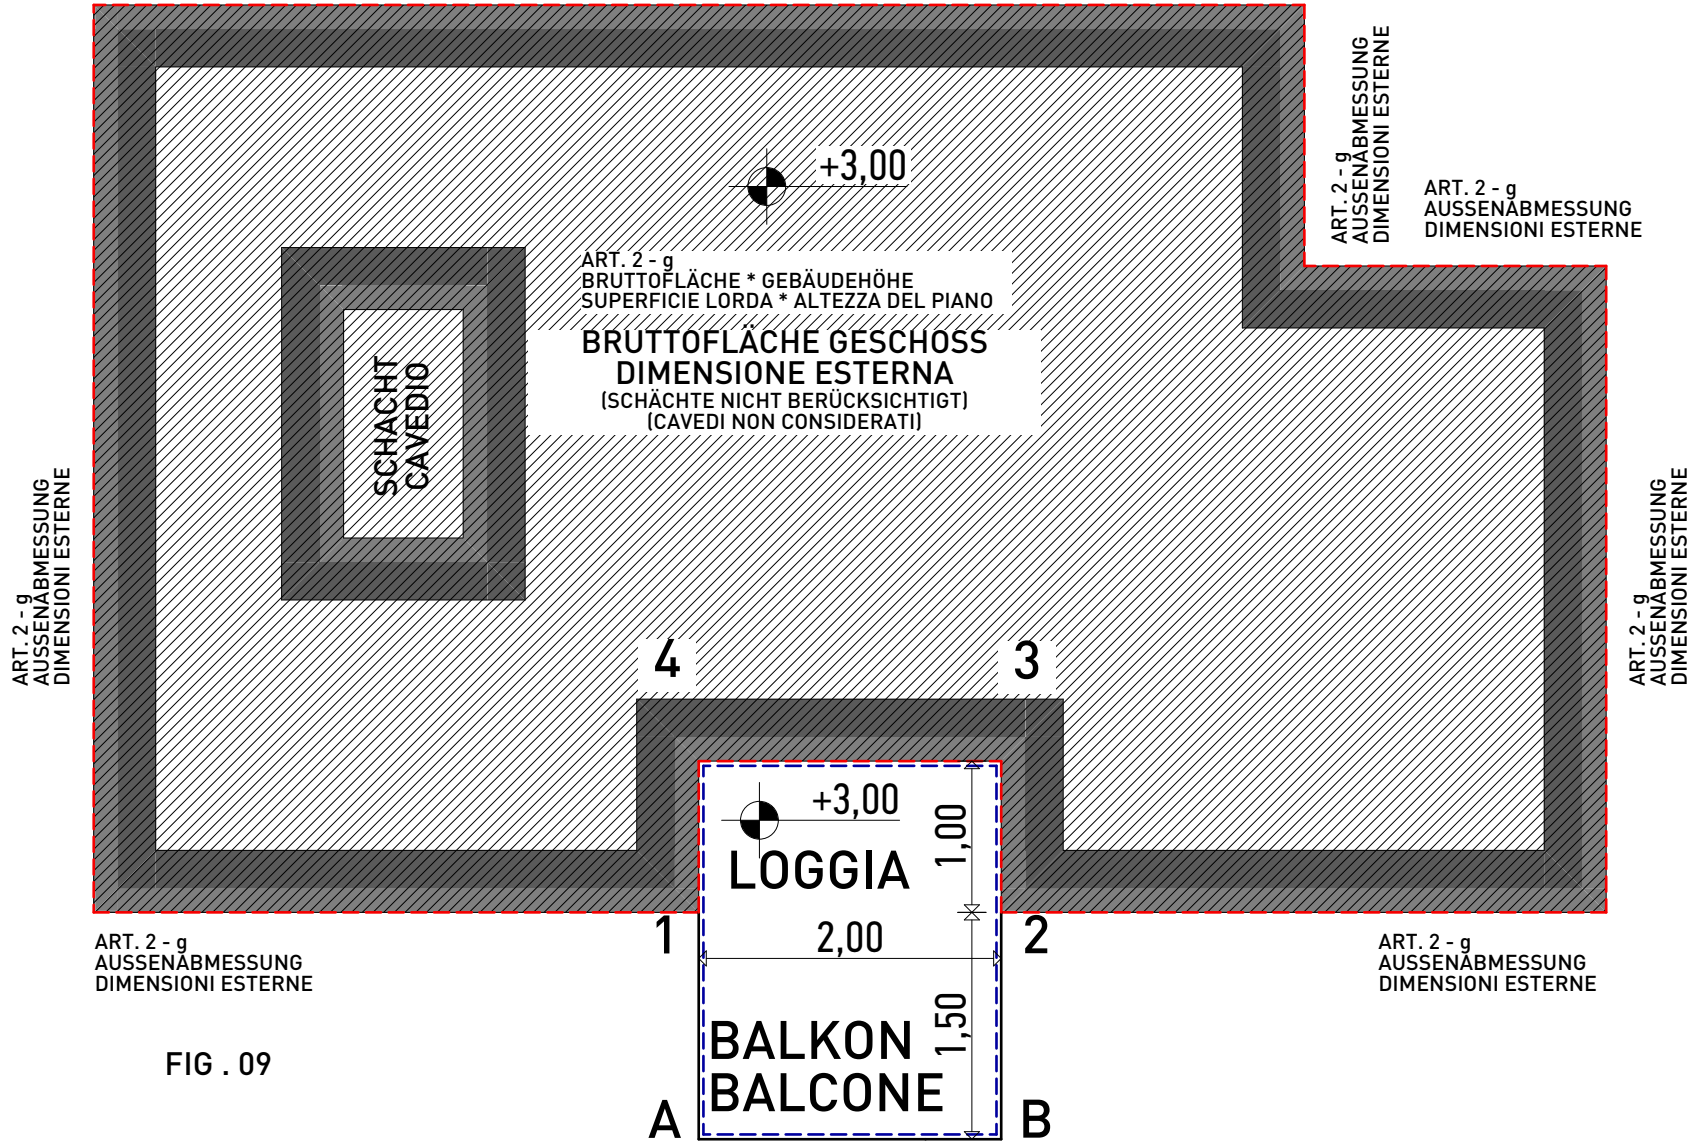 ART. 2 - g
AUSSENABMESSUNG
DIMENSIONI ESTERNE
ART. 2 - g
AUSSENABMESSUNG
DIMENSIONI ESTERNE
+3,00
ART. 2 - g
BRUTTOFLÄCHE * GEBÄUDEHÖHE
SUPERFICIE LORDA * ALTEZZA DEL PIANO
BRUTTOFLÄCHE GESCHOSS
DIMENSIONE ESTERNA
(SCHÄCHTE NICHT BERÜCKSICHTIGT)
(CAVEDI NON CONSIDERATI)
SCHACHT
CAVEDIO
ART. 2 - g
AUSSENABMESSUNG
DIMENSIONI ESTERNE
ART. 2 - g
AUSSENABMESSUNG
DIMENSIONI ESTERNE
4
3
+3,00
1,00
LOGGIA
1
2
2,00
ART. 2 - g
AUSSENABMESSUNG
DIMENSIONI ESTERNE
ART. 2 - g
AUSSENABMESSUNG
DIMENSIONI ESTERNE
1,50
BALKON
BALCONE
FIG . 09
A
B